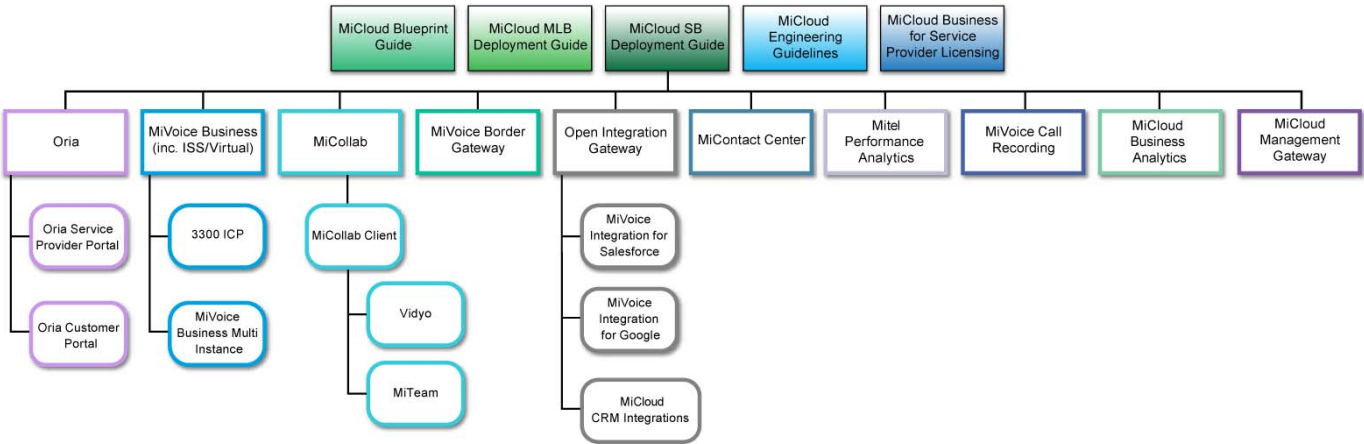 MiCloud Blueprint
Guide
MiCloud MLB
Deployment Guide
MiCloud SB
Deployment Guide
MiCloud
Engineering
Guidelines
MiCloud Business
for Service
Provider Licensing
Oria
MiVoice Business
(inc. ISS/Virtual)
MiCollab
MiVoice Border
Gateway
Open Integration
Gateway
MiContact Center
Mitel
Performance
Analytics
MiVoice Call
Recording
MiCloud
Business
Analytics
MiCloud
Management
Gateway
Oria Service
Provider Portal
3300 ICP
MiCollab Client
MiVoice
Integration for
Salesforce
Oria Customer
Portal
MiVoice
Business Multi
Instance
Vidyo
MiVoice
Integration
for Google
MiTeam
MiCloud
CRM Integrations